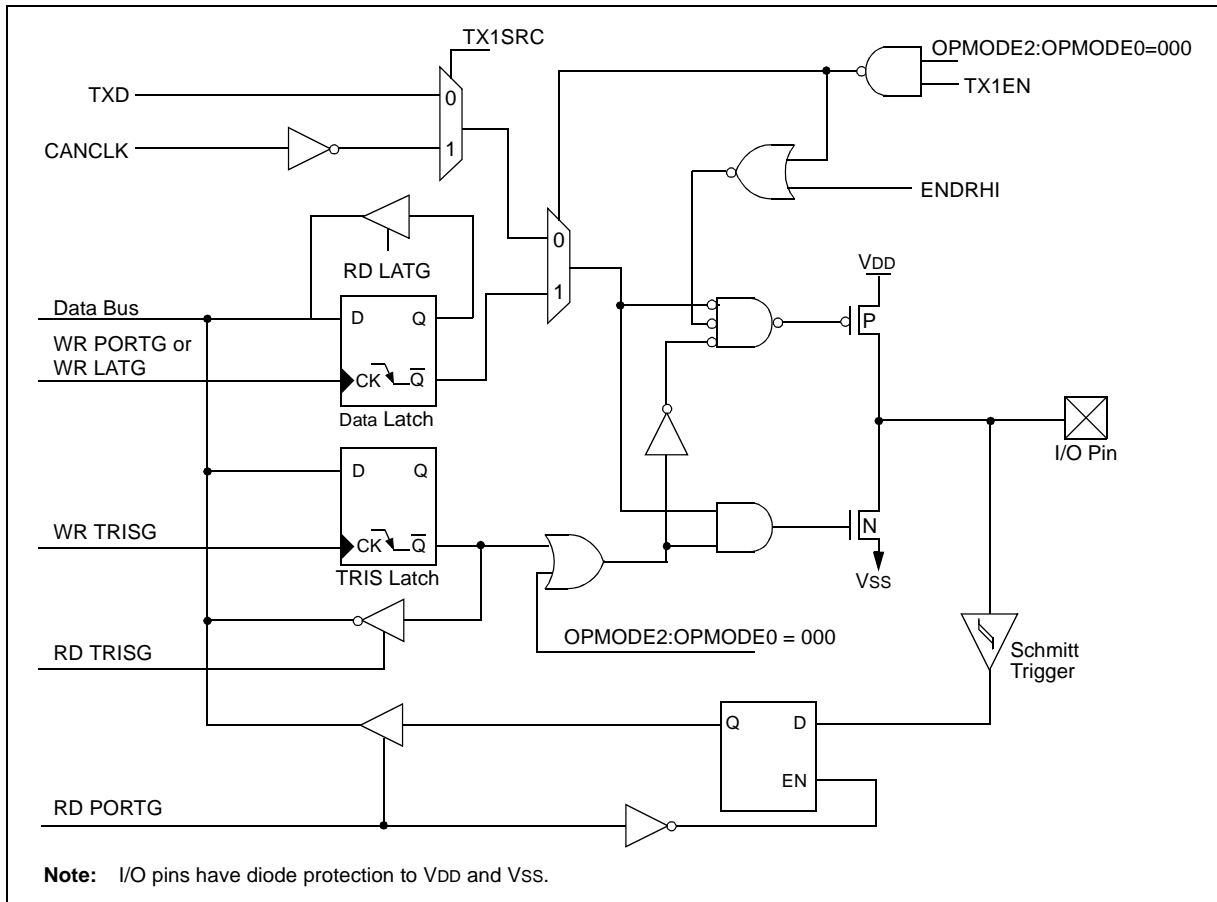 TX1SRC
OPMODE2:OPMODE0=000
TXD
0
TX1EN
CANCLK
1
ENDRHI
0
RD LATG
VDD
Data Bus
1
D
Q
P
WR PORTG or
WR LATG
CK
Q
Data Latch
I/O Pin
D
Q
WR TRISG
CK
Q
N
TRIS Latch
VSS
OPMODE2:OPMODE0 = 000
RD TRISG
Schmitt
Trigger
Q
D
EN
RD PORTG
Note: I/O pins have diode protection to VDD and VSS.